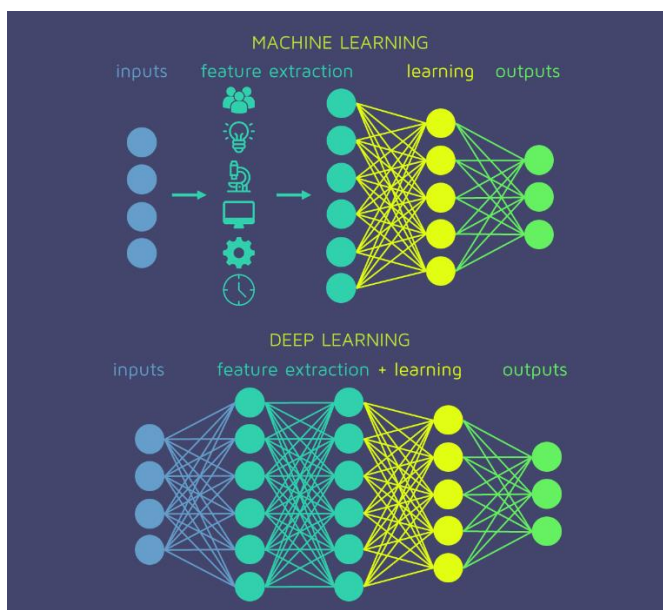 MACHINE LEARNING
inputs feature extraction learning outputs
DEEP LEARNING
inputs feature extraction + learning outputs